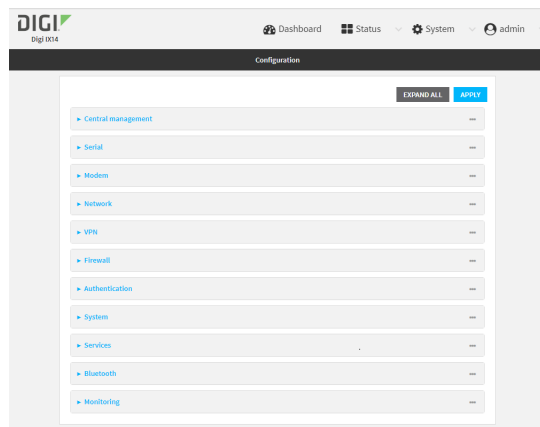 DIGI
Digi IX14
Dashboard Status System admin
Configuration
EXPAND ALL APPLY
Central management
Serial
Modem
Network
VPN
Firewall
Authentication
System
Services
Bluetooth
Monitoring